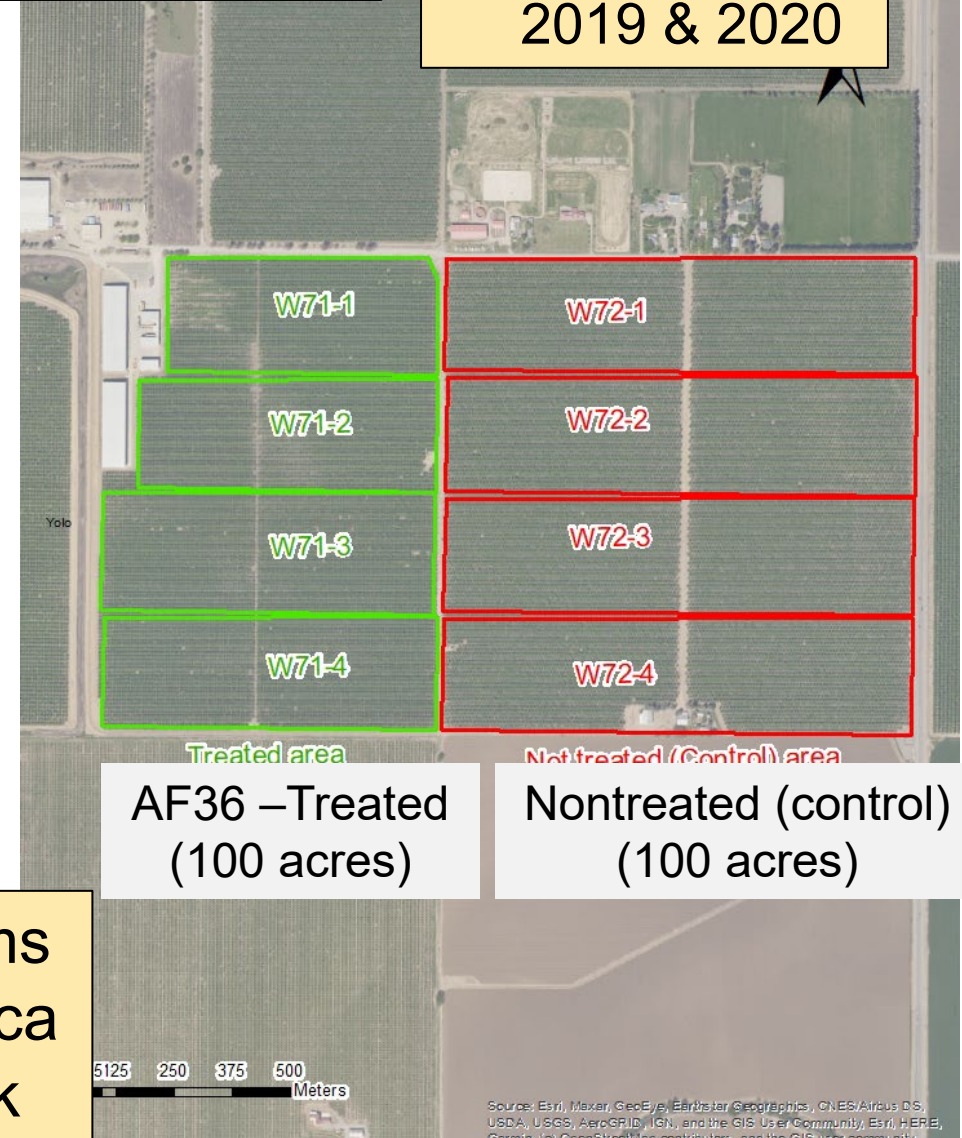 2019 & 2020
W71-1
W72-1
W71-2
W72-2
Yolo
W71-3
W72-3
W71-4
W72-4
Treated area
Not treated (Control) area
AF36 –Treated
(100 acres)
Nontreated (control)
(100 acres)
250 375 500
Meters
Source: Esri, Maxar, GeoEye, Earthstar Geographics, CNES/Airbus DS,
USDA, USGS, AeroGRID, IGN, and the GIS User Community, Esri, HERE,